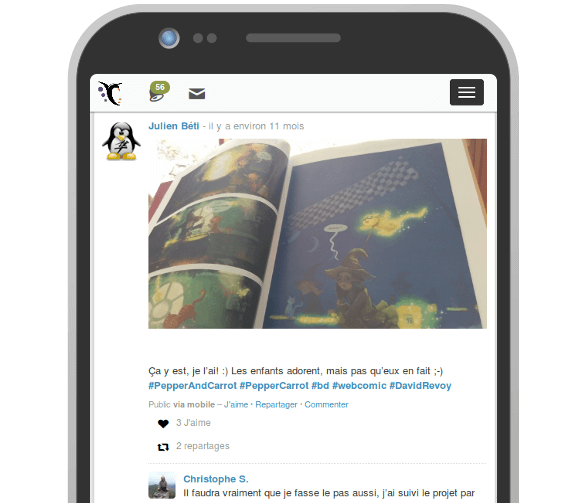 56
Julien Béti - il y a environ 11 mois
Ça y est, je l'ai! :) Les enfants adorent, mais pas qu'eux en fait ;-)
#PepperAndCarrot #PepperCarrot #bd #webcomic #DavidRevoy
Public via mobile – J'aime · Repartager · Commenter
3 J'aime
2 repartages
Christophe S.
Il faudra vraiment que je fasse le pas aussi, j'ai suivi le projet par